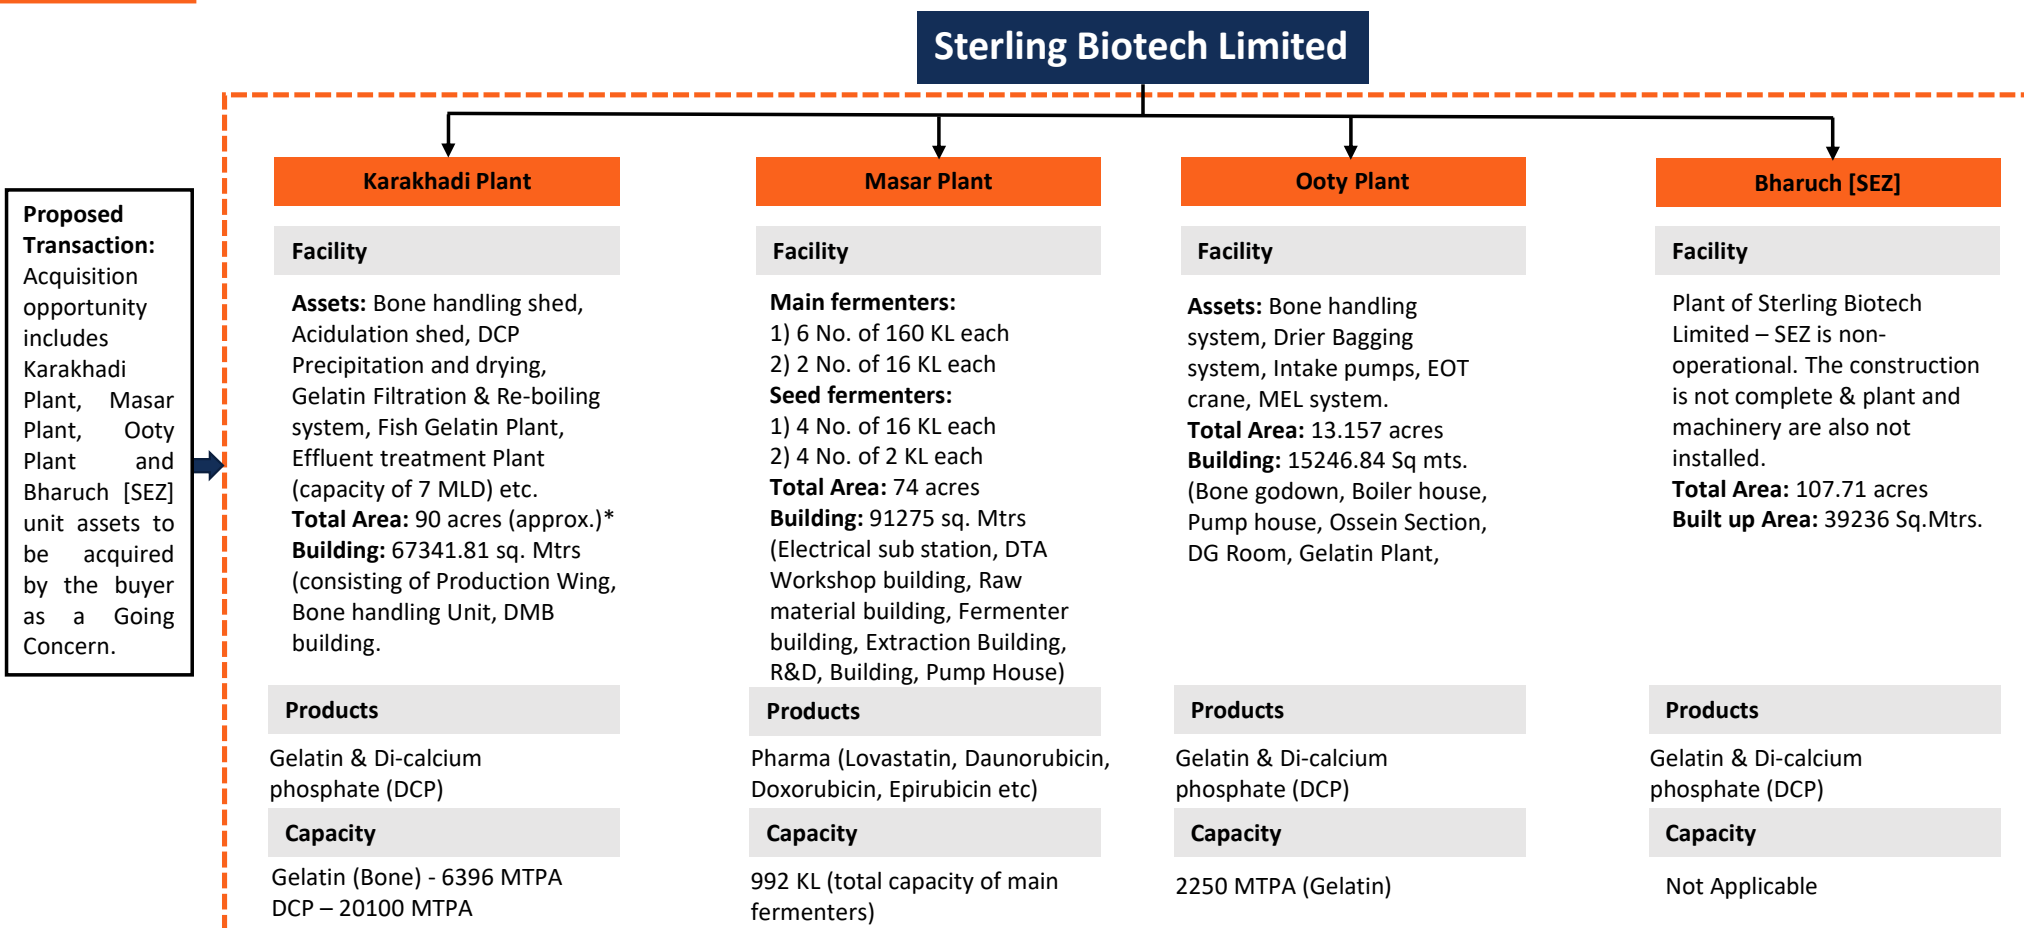 Sterling Biotech Limited
Proposed
Transaction:
Acquisition
opportunity
includes
Karakhadi
Plant, Masar
Plant, Ooty
Plant and
Bharuch [SEZ]
unit assets to
be acquired
by the buyer
as a Going
Concern.
Karakhadi Plant
Facility
Assets: Bone handling shed,
Acidulation shed, DCP
Precipitation and drying,
Gelatin Filtration & Re-boiling
system, Fish Gelatin Plant,
Effluent treatment Plant
(capacity of 7 MLD) etc.
Total Area: 90 acres (approx.)*
Building: 67341.81 sq. Mtrs
(consisting of Production Wing,
Bone handling Unit, DMB
building.
Products
Gelatin & Di-calcium
phosphate (DCP)
Capacity
Gelatin (Bone) - 6396 MTPA
DCP – 20100 MTPA
Masar Plant
Facility
Main fermenters:
1) 6 No. of 160 KL each
2) 2 No. of 16 KL each
Seed fermenters:
1) 4 No. of 16 KL each
2) 4 No. of 2 KL each
Total Area: 74 acres
Building: 91275 sq. Mtrs
(Electrical sub station, DTA
Workshop building, Raw
material building, Fermenter
building, Extraction Building,
R&D, Building, Pump House)
Products
Pharma (Lovastatin, Daunorubicin,
Doxorubicin, Epirubicin etc)
Capacity
992 KL (total capacity of main
fermenters)
Ooty Plant
Facility
Assets: Bone handling
system, Drier Bagging
system, Intake pumps, EOT
crane, MEL system.
Total Area: 13.157 acres
Building: 15246.84 Sq mts.
(Bone godown, Boiler house,
Pump house, Ossein Section,
DG Room, Gelatin Plant,
Products
Gelatin & Di-calcium
phosphate (DCP)
Capacity
2250 MTPA (Gelatin)
Bharuch [SEZ]
Facility
Plant of Sterling Biotech
Limited – SEZ is non-
operational. The construction
is not complete & plant and
machinery are also not
installed.
Total Area: 107.71 acres
Built up Area: 39236 Sq.Mtrs.
Products
Gelatin & Di-calcium
phosphate (DCP)
Capacity
Not Applicable